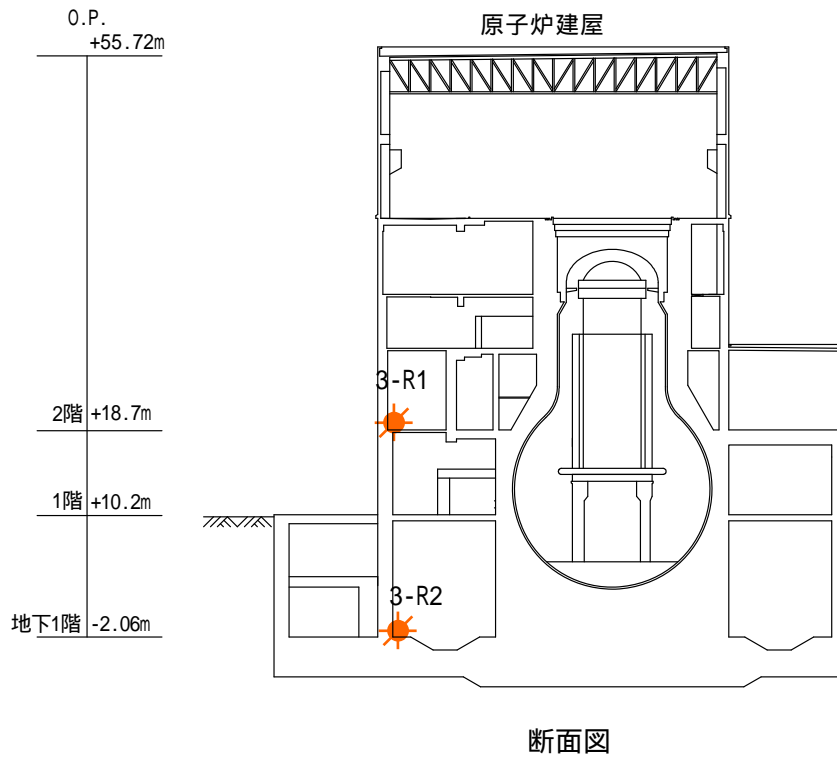 O.P.
+55.72m
原子炉建屋
3-R1
2階 +18.7m
1階 +10.2m
3-R2
地下1階 -2.06m
断面図